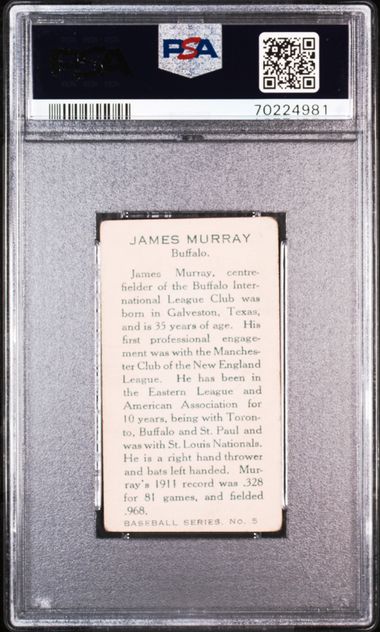 PSA
PSA
70224981
JAMES MURRAY
Buffalo.
James Murray, centre-
fielder of the Buffalo Inter-
national League Club was
born in Galveston, Texas,
and is 35 years of age. His
first professional engage-
ment was with the Manches-
ter Club of the New England
League. He has been in
the Eastern League and
American Association for
10 years, being with Toron-
to, Buffalo and St. Paul and
was with St. Louis Nationals.
He is a right hand thrower
and bats left handed. Mur-
ray's 1911 record was .328
for 81 games, and fielded
.968.
BASEBALL SERIES, NO. 5